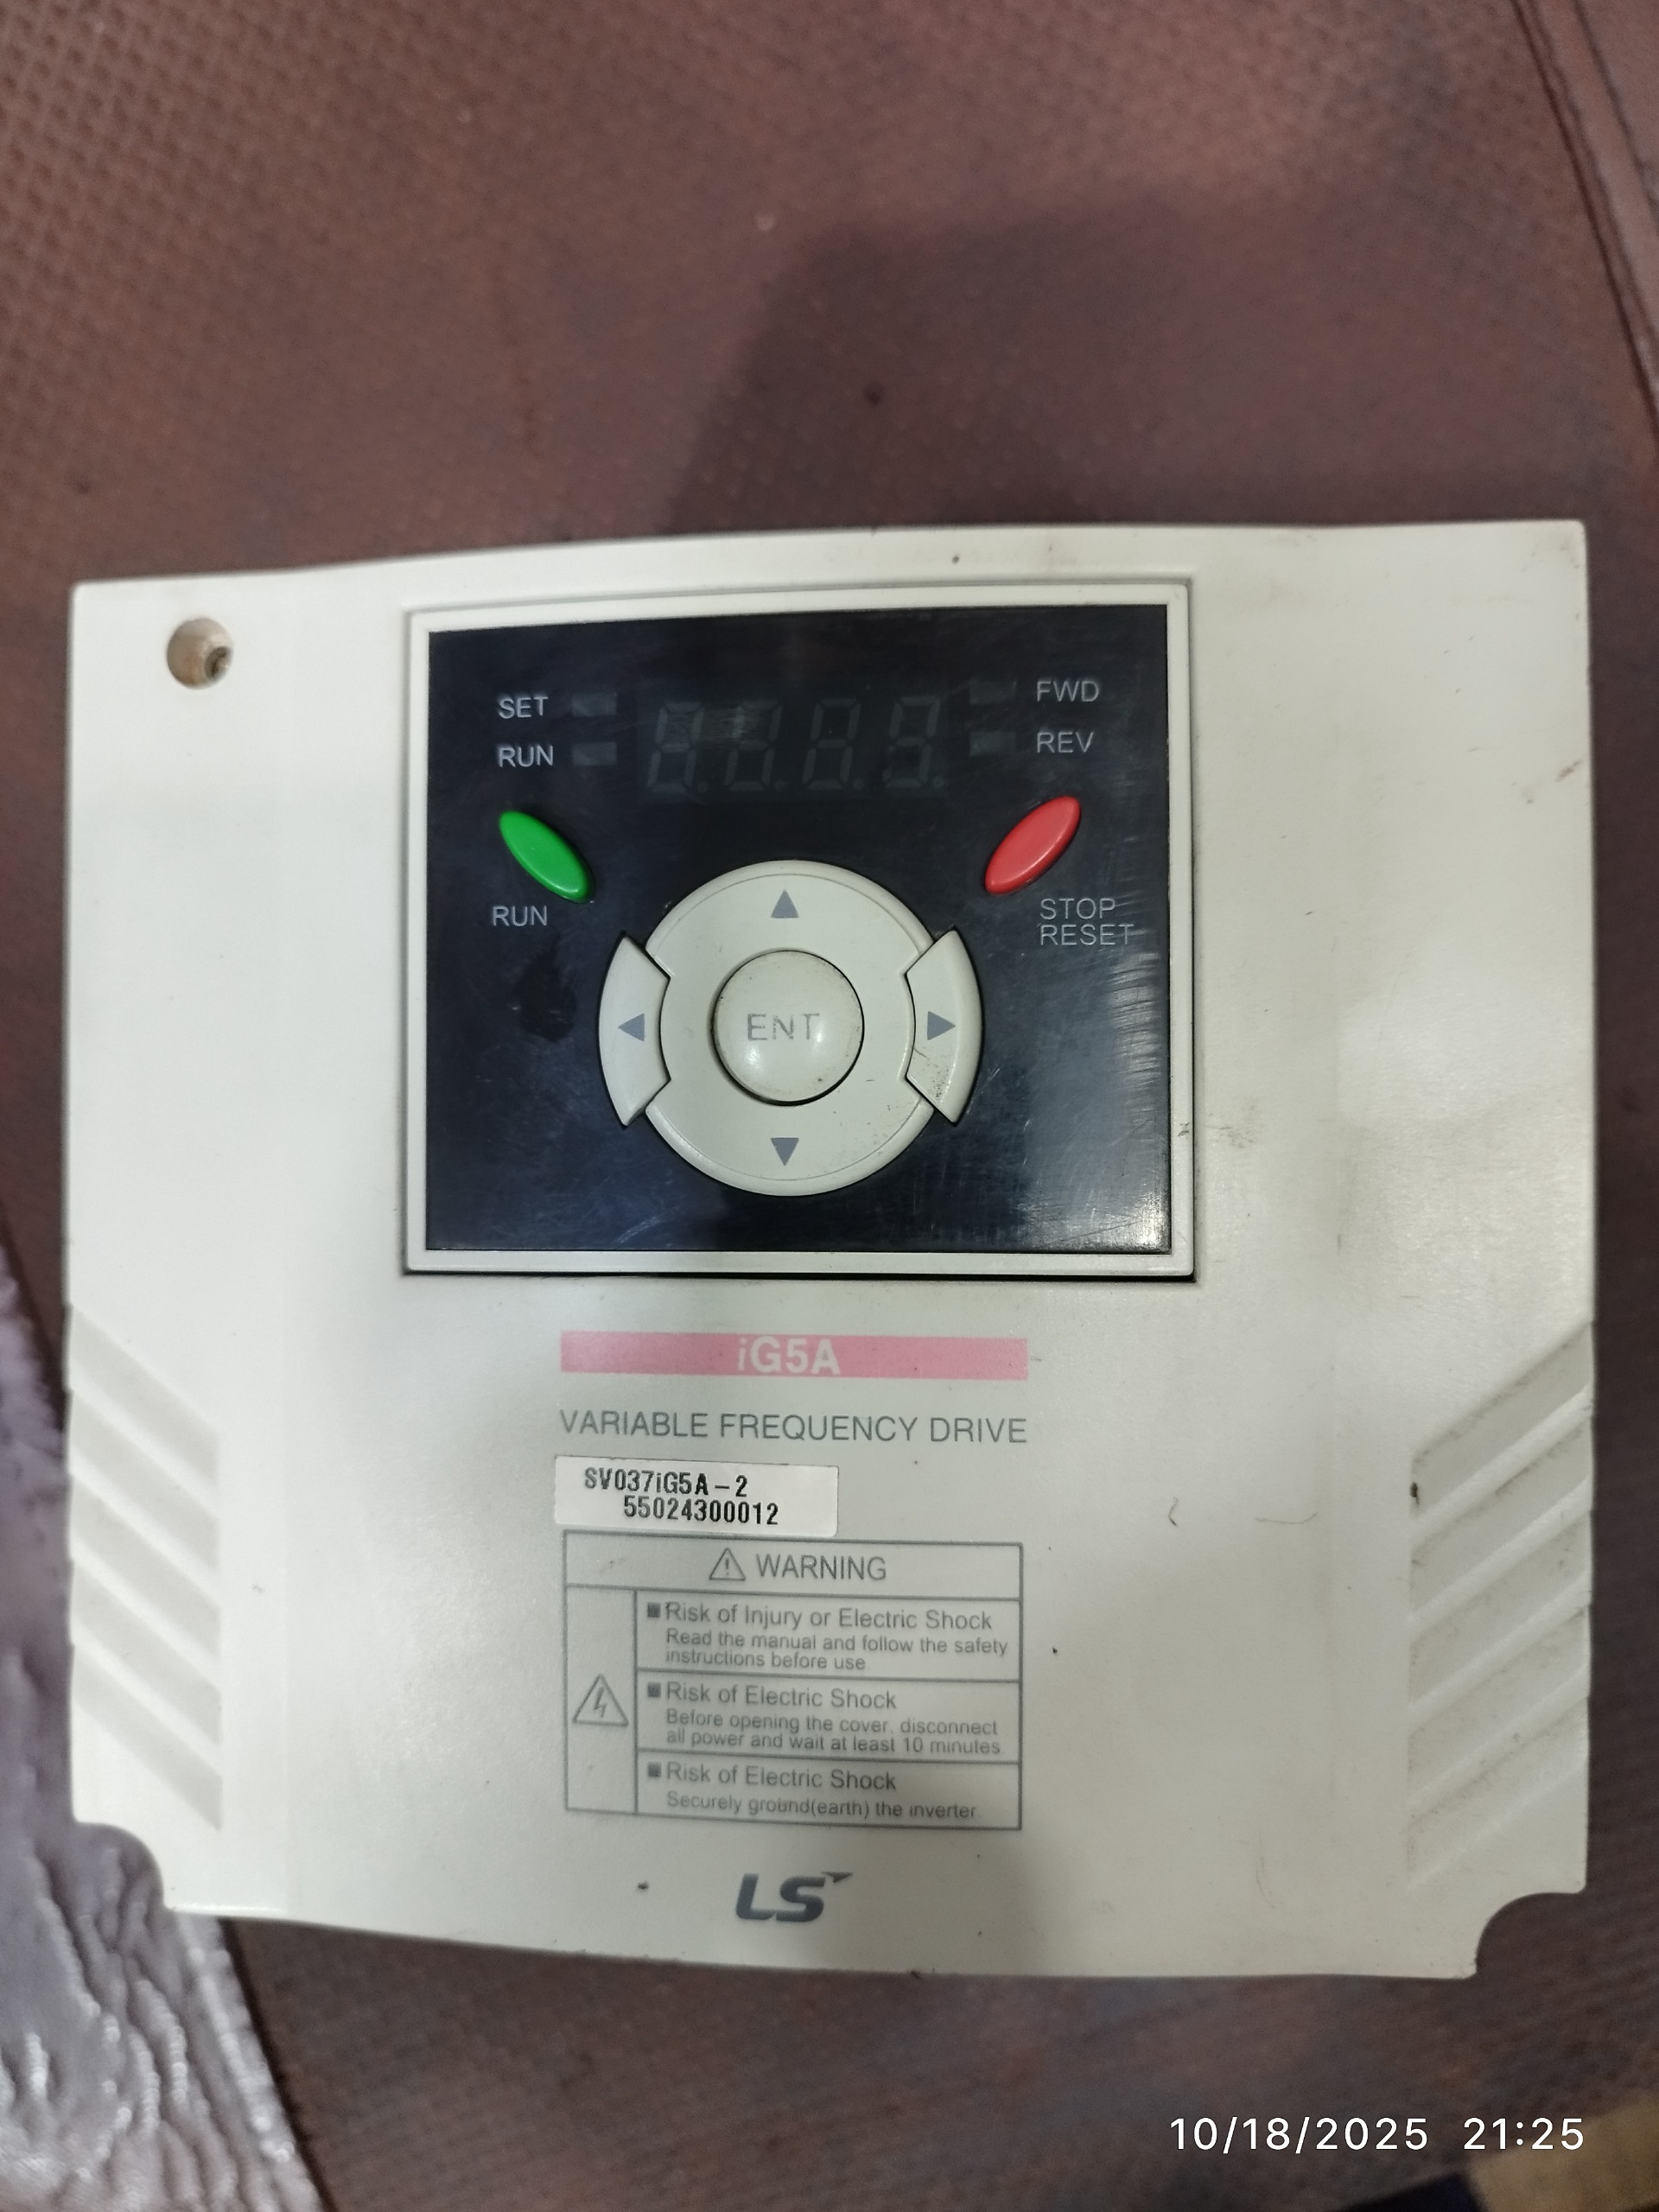 SET
FWD
RUN
REV
RUN
STOP
RESET
ENT
iG5A
VARIABLE FREQUENCY DRIVE
SV037iG5A-2
55024300012
WARNING
Risk of Injury or Electric Shock
Read the manual and follow the safety
instructions before use.
Risk of Electric Shock
Before opening the cover, disconnect
all power and wait at least 10 minutes.
Risk of Electric Shock
Securely ground(earth) the inverter.
LS
10/18/2025 21:25